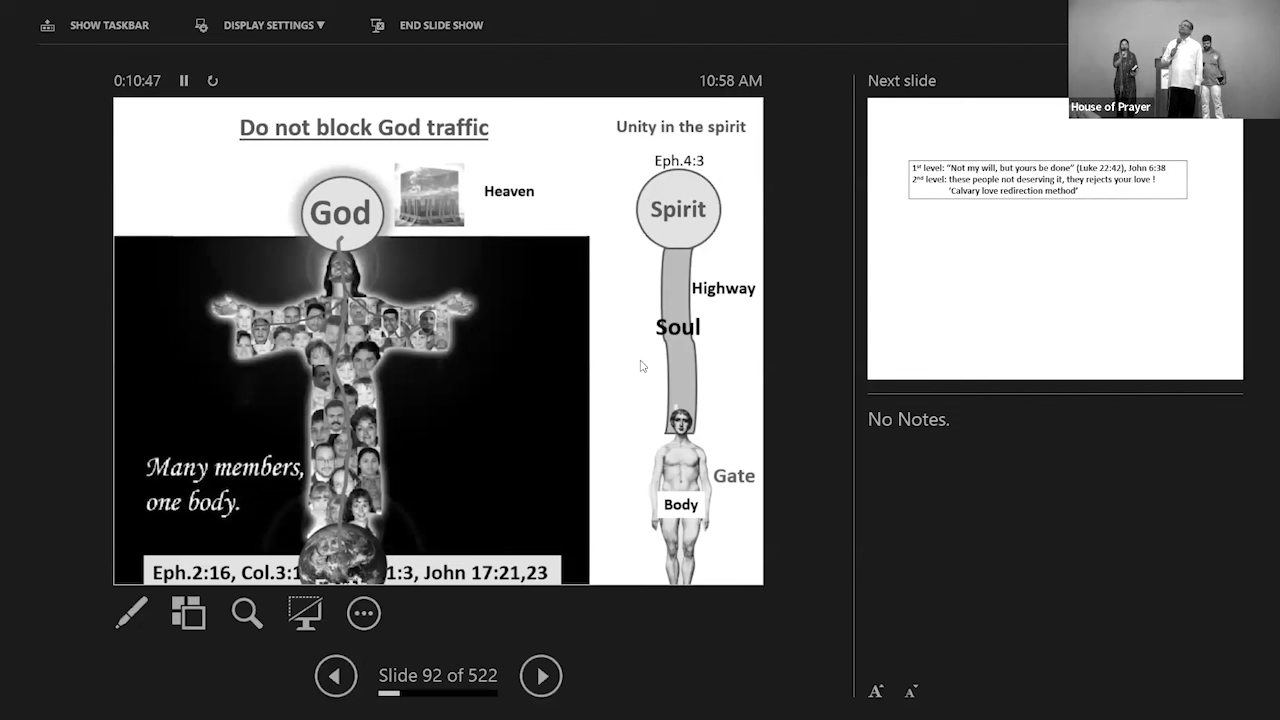 SHOW TASKBAR
DISPLAY SETTINGS ▼
END SLIDE SHOW
House of Prayer
0:10:47
10:58 AM
Next slide
Do not block God traffic
Unity in the spirit
Eph.4:3
God
Heaven
Spirit
Highway
Soul
Many members,
one body.
Gate
Body
Eph.2:16, Col.3:1 1:3, John 17:21,23
1st level: “Not my will, but yours be done” (Luke 22:42), John 6:38
2nd level: these people not deserving it, they rejects your love !
‘Calvary love redirection method’
No Notes.
Slide 92 of 522
A A